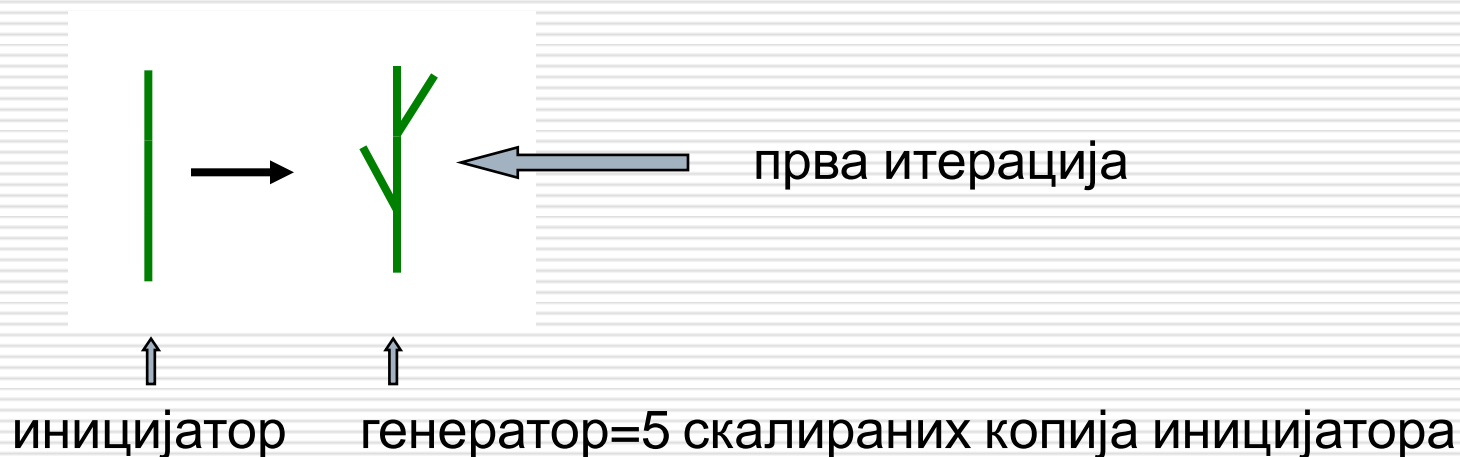 прва итерација
иницијатор
генератор=5 скалираних копија иницијатора